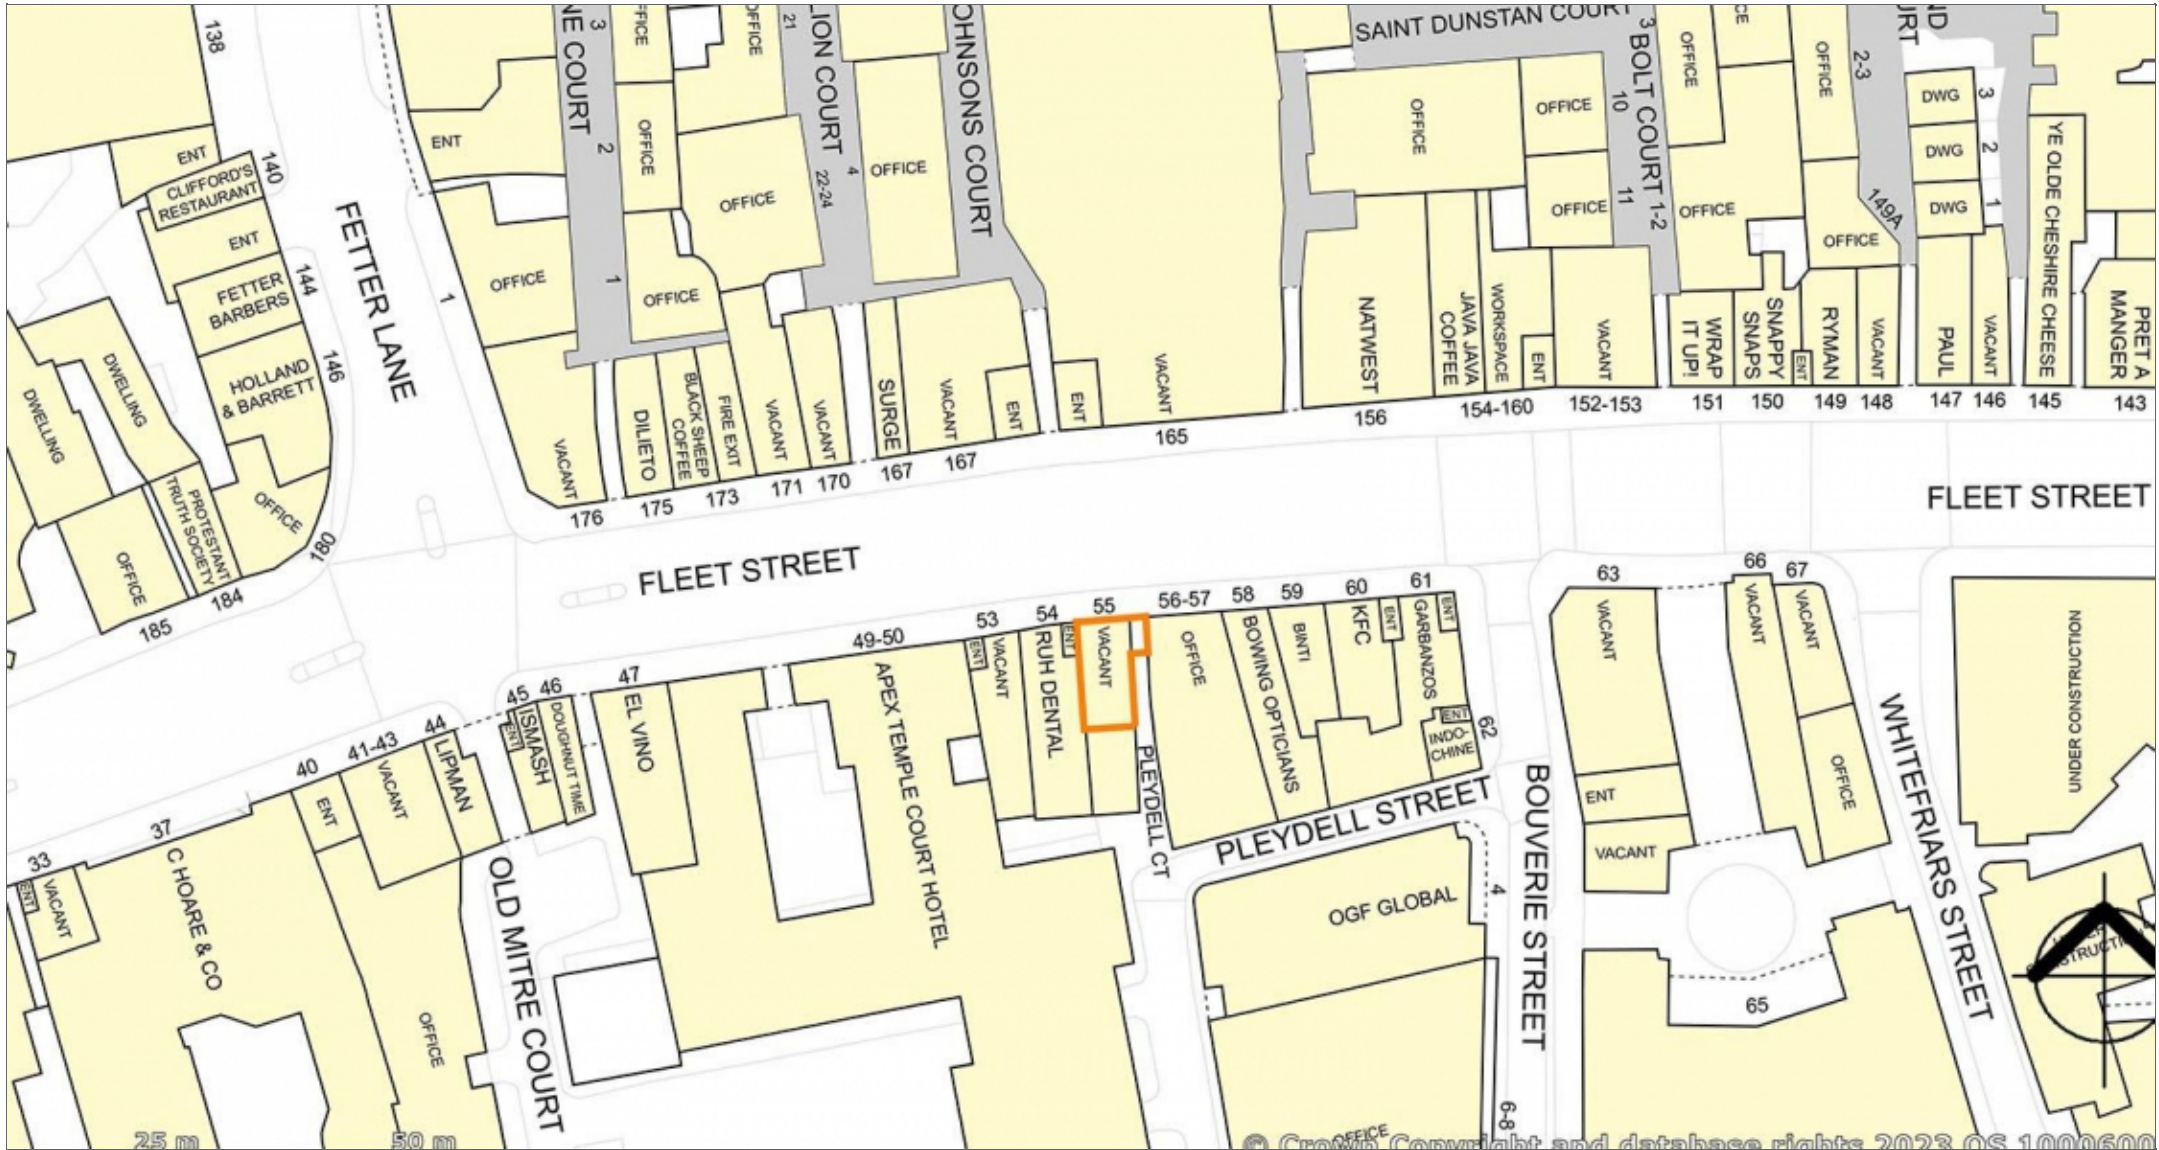 138
NE COURT
3
FFICE
OFFICE
21
LION COURT
OHNSONS COURT
SAINT DUNSTAN COURT
3
BOLT COURT 1-2
OFFICE
CE
OFFICE
2-3
ND
URT
DWG
3
ENT
CLIFFORD'S
RESTAURANT
140
ENT
2
OFFICE
22-24
4
OFFICE
OFFICE
OFFICE
10
OFFICE
11
OFFICE
149A
DWG
2
DWG
1
YE OLDE CHESHIRE CHEESE
ENT
FETTER
BARBERS
144
FETTER LANE
1
OFFICE
1
OFFICE
OFFICE
OFFICE
PRET A
MANGER
DWELLING
DWELLING
HOLLAND
& BARRETT
146
VACANT
DILIETO
BLACK SHEEP
COFFEE
FIRE EXIT
VACANT
VACANT
SURGE
VACANT
ENT
ENT
VACANT
NATWEST
JAVA JAVA
COFFEE
WORKSPACE
ENT
VACANT
WRAP
IT UP!
SNAPPY
SNAPS
ENT
RYMAN
VACANT
PAUL
VACANT
176
175
173
171
170
167
167
165
156
154-160
152-153
151
150
149
148
147
146
145
143
OFFICE
PROTESTANT
TRUTH SOCIETY
OFFICE
180
184
185
FLEET STREET
FLEET STREET
33
37
40
41-43
44
45
46
47
49-50
53
54
55
56-57
58
59
60
61
63
66
67
ENT
VACANT
C HOARE & CO
ENT
VACANT
LIPMAN
ENT
ISMASH
DOUGHNUT TIME
EL VINO
APEX TEMPLE COURT HOTEL
ENT
VACANT
RUH DENTAL
ENT
VACANT
OFFICE
BOWING OPTICIANS
BINTI
KFC
ENT
GARBANZOS
ENT
ENT
INDO-
CHINE
62
VACANT
ENT
VACANT
VACANT
VACANT
OFFICE
UNDER CONSTRUCTION
OFFICE
OLD MITRE COURT
PLEYDELL CT
PLEYDELL STREET
BOUVERIE STREET
WHITEFRIARS STREET
OGF GLOBAL
4
6-8
65
OFFICE
25 m
50 m
© Crown Copyright and database rights 2023 OS 1000600